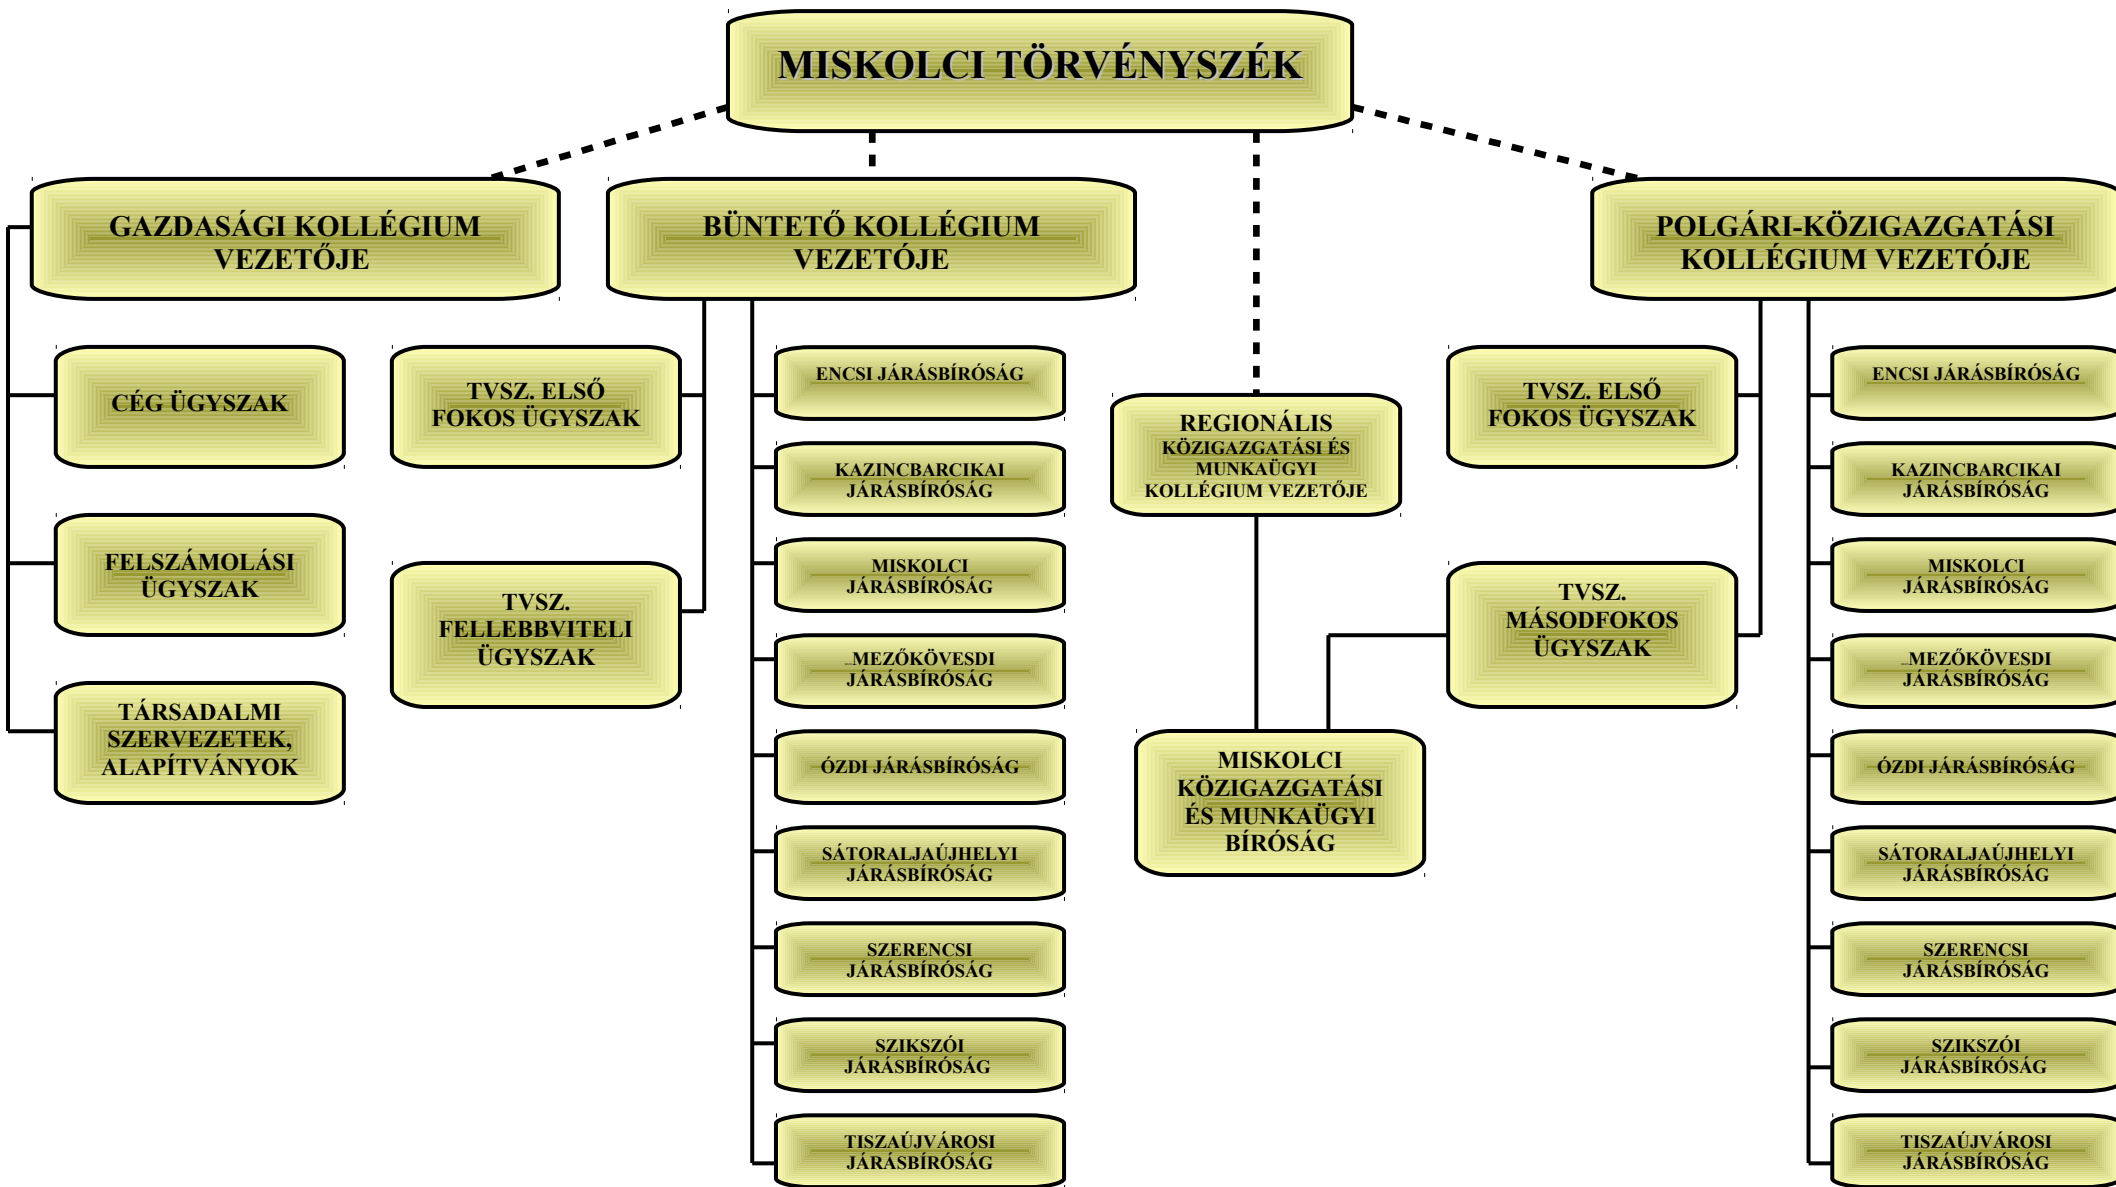 MISKOLCI TÖRVÉNYSZÉK
GAZDASÁGI KOLLÉGIUM
VEZETŐJE
BÜNTETŐ KOLLÉGIUM
VEZETŐJE
POLGÁRI-KÖZIGAZGATÁSI
KOLLÉGIUM VEZETŐJE
CÉG ÜGYSZAK
FELSZÁMOLÁSI
ÜGYSZAK
TÁRSADALMI
SZERVEZETEK,
ALAPÍTVÁNYOK
TVSZ. ELSŐ
FOKOS ÜGYSZAK
TVSZ.
FELLEBBVITELI
ÜGYSZAK
ENCSI JÁRÁSBÍRÓSÁG
KAZINCBARCIKAI
JÁRÁSBÍRÓSÁG
MISKOLCI
JÁRÁSBÍRÓSÁG
MEZŐKÖVESDI
JÁRÁSBÍRÓSÁG
ÓZDI JÁRÁSBÍRÓSÁG
SÁTORALJAÚJHELYI
JÁRÁSBÍRÓSÁG
SZERENCSI
JÁRÁSBÍRÓSÁG
SZIKSZÓI
JÁRÁSBÍRÓSÁG
TISZAÚJVÁROSI
JÁRÁSBÍRÓSÁG
REGIONÁLIS
KÖZIGAZGATÁSI ÉS
MUNKAÜGYI
KOLLÉGIUM VEZETŐJE
MISKOLCI
KÖZIGAZGATÁSI
ÉS MUNKAÜGYI
BÍRÓSÁG
TVSZ. ELSŐ
FOKOS ÜGYSZAK
TVSZ.
MÁSODFOKOS
ÜGYSZAK
ENCSI JÁRÁSBÍRÓSÁG
KAZINCBARCIKAI
JÁRÁSBÍRÓSÁG
MISKOLCI
JÁRÁSBÍRÓSÁG
MEZŐKÖVESDI
JÁRÁSBÍRÓSÁG
ÓZDI JÁRÁSBÍRÓSÁG
SÁTORALJAÚJHELYI
JÁRÁSBÍRÓSÁG
SZERENCSI
JÁRÁSBÍRÓSÁG
SZIKSZÓI
JÁRÁSBÍRÓSÁG
TISZAÚJVÁROSI
JÁRÁSBÍRÓSÁG